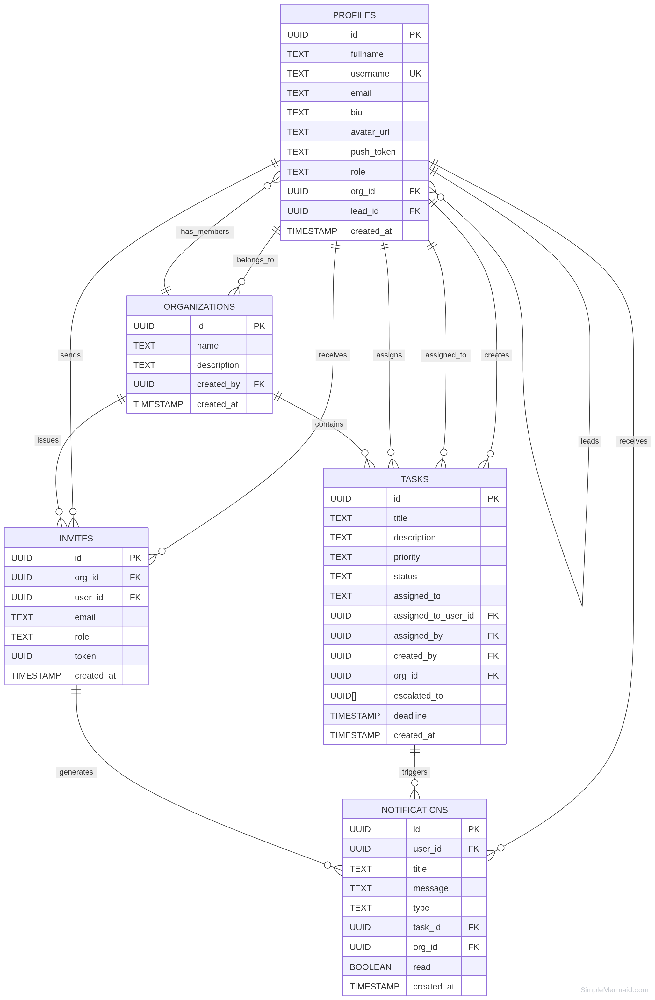 PROFILES
UUID id PK
TEXT fullname
TEXT username UK
TEXT email
TEXT bio
TEXT avatar_url
TEXT push_token
TEXT role
UUID org_id FK
UUID lead_id FK
TIMESTAMP created_at
has_members
belongs_to
ORGANIZATIONS
UUID id PK
TEXT name
TEXT description
UUID created_by FK
TIMESTAMP created_at
sends
receives
assigns
assigned_to
creates
contains
issues
leads
receives
TASKS
UUID id PK
TEXT title
TEXT description
TEXT priority
TEXT status
TEXT assigned_to
UUID assigned_to_user_id FK
UUID assigned_by FK
UUID created_by FK
UUID org_id FK
UUID[] escalated_to
TIMESTAMP deadline
TIMESTAMP created_at
INVITES
UUID id PK
UUID org_id FK
UUID user_id FK
TEXT email
TEXT role
UUID token
TIMESTAMP created_at
generates
triggers
NOTIFICATIONS
UUID id PK
UUID user_id FK
TEXT title
TEXT message
TEXT type
UUID task_id FK
UUID org_id FK
BOOLEAN read
TIMESTAMP created_at
SimpleMermaid.com